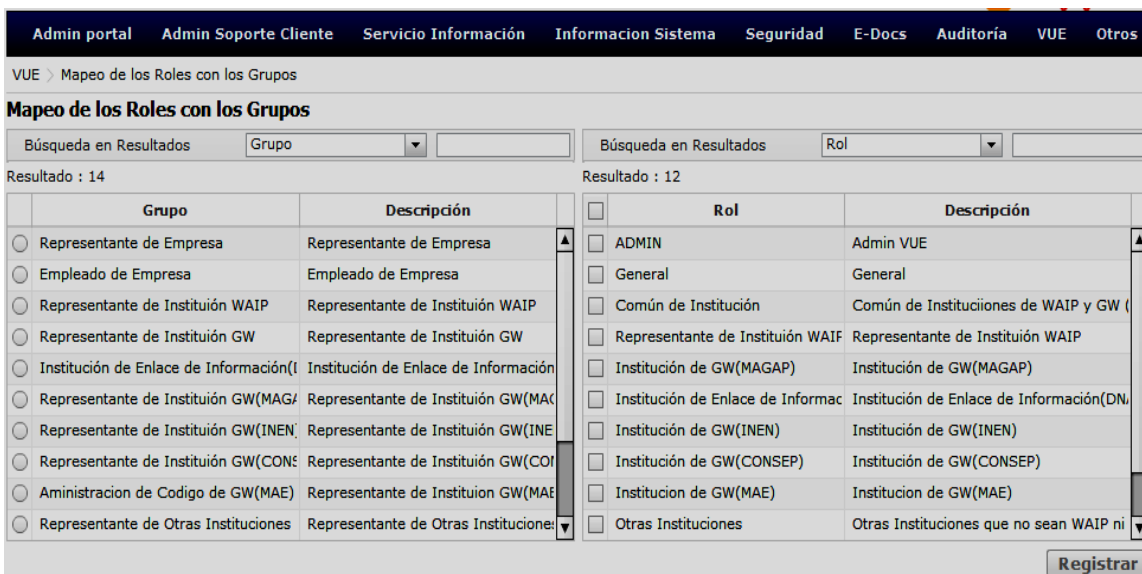 Admin portal Admin Soporte Cliente Servicio Información Informacion Sistema Seguridad E-Docs Auditoría VUE Otros
VUE > Mapeo de los Roles con los Grupos
Mapeo de los Roles con los Grupos
Búsqueda en Resultados Grupo Búsqueda en Resultados Rol
Resultado : 14 Resultado : 12
Grupo Descripción Rol Descripción
Representante de Empresa Representante de Empresa ADMIN Admin VUE
Empleado de Empresa Empleado de Empresa General General
Representante de Instituión WAIP Representante de Instituión WAIP Común de Institución Común de Instituciiones de WAIP y GW (
Representante de Instituión GW Representante de Instituión GW Representante de Instituión WAIP Representante de Instituión WAIP
Institución de Enlace de Información( Institución de Enlace de Información Institución de GW(MAGAP) Institución de GW(MAGAP)
Representante de Instituión GW(MAGA Representante de Instituión GW(MAG Institución de Enlace de Informac Institución de Enlace de Información(DN
Representante de Instituión GW(INEN Representante de Instituión GW(INE Institución de GW(INEN) Institución de GW(INEN)
Representante de Instituión GW(CONS Representante de Instituión GW(CON Institución de GW(CONSEP) Institución de GW(CONSEP)
Aministracion de Codigo de GW(MAE) Representante de Instituion GW(MAE Institucion de GW(MAE) Institucion de GW(MAE)
Representante de Otras Instituciones Representante de Otras Instituciones Otras Instituciones Otras Instituciones que no sean WAIP ni
Registrar